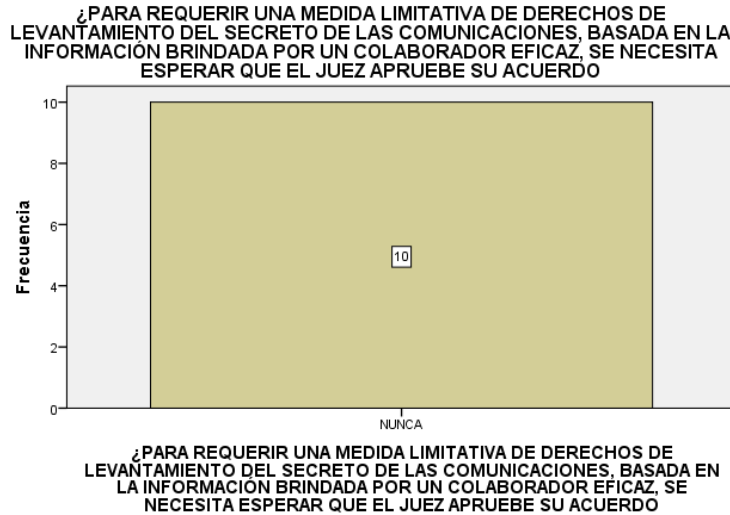 ¿PARA REQUERIR UNA MEDIDA LIMITATIVA DE DERECHOS DE
LEVANTAMIENTO DEL SECRETO DE LAS COMUNICACIONES, BASADA EN LA
INFORMACIÓN BRINDADA POR UN COLABORADOR EFICAZ, SE NECESITA
ESPERAR QUE EL JUEZ APRUEBE SU ACUERDO
10
8
6
4
2
0
Frecuencia
10
NUNCA
¿PARA REQUERIR UNA MEDIDA LIMITATIVA DE DERECHOS DE
LEVANTAMIENTO DEL SECRETO DE LAS COMUNICACIONES, BASADA EN
LA INFORMACIÓN BRINDADA POR UN COLABORADOR EFICAZ, SE
NECESITA ESPERAR QUE EL JUEZ APRUEBE SU ACUERDO